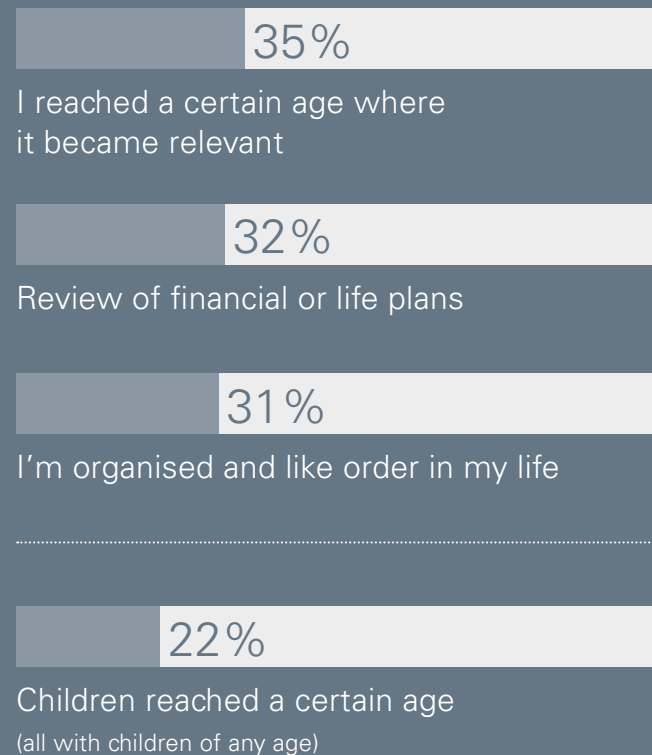 35%
I reached a certain age where
it became relevant
32%
Review of financial or life plans
31%
I’m organised and like order in my life
22%
Children reached a certain age
(all with children of any age)